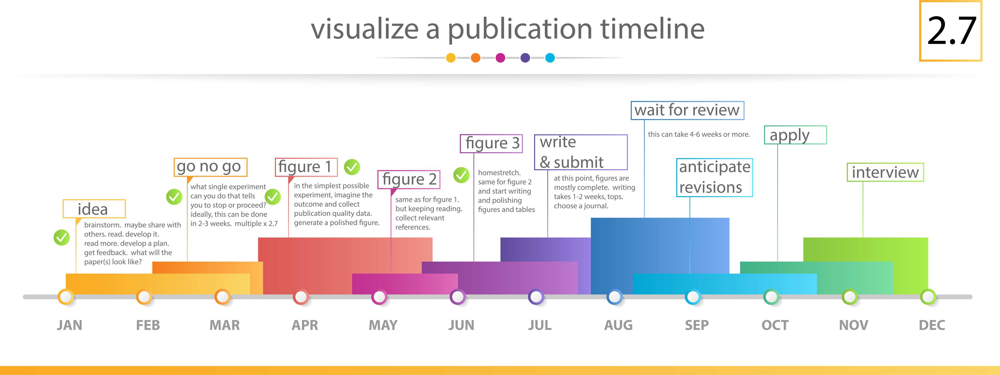 visualize a publication timeline
2.7
idea
brainstorm. maybe share with
others. read. develop it.
read more. develop a plan.
get feedback. what will the
paper(s) look like?
go no go
what single experiment
can you do that tells
you to stop or proceed?
ideally, this can be done
in 2-3 weeks. multiple x 2.7
figure 1
in the simplest possible
experiment, imagine the
outcome and collect
publication quality data.
generate a polished figure.
figure 2
same as for figure 1.
but keeping reading.
collect relevant
references.
figure 3
homestretch.
same for figure 2
and start writing
and polishing
figures and tables
write
& submit
at this point, figures are
mostly complete. writing
takes 1-2 weeks, tops.
choose a journal.
wait for review
this can take 4-6 weeks or more.
anticipate
revisions
apply
interview
JAN
FEB
MAR
APR
MAY
JUN
JUL
AUG
SEP
OCT
NOV
DEC